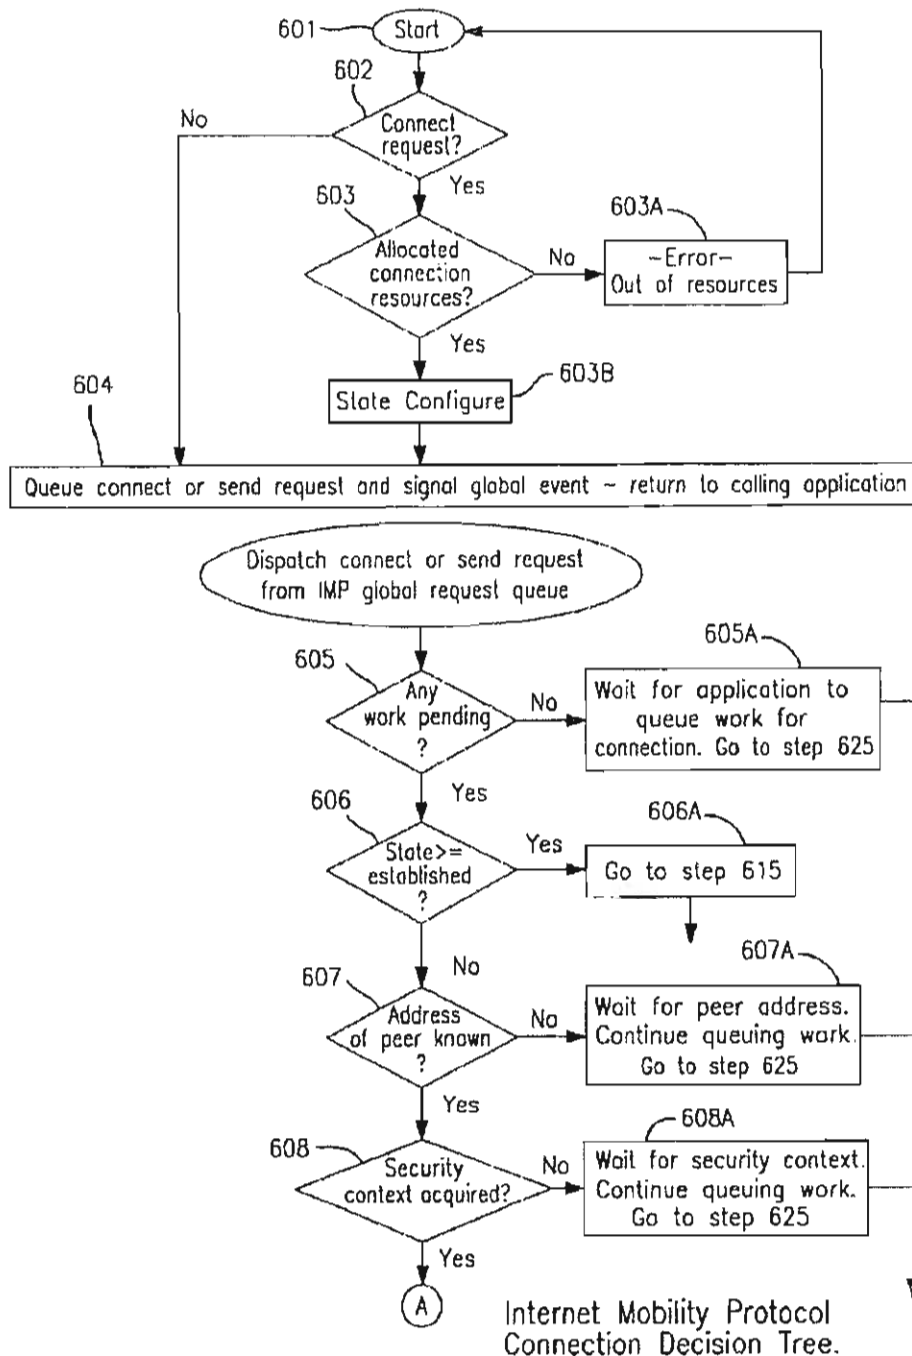 601
Start
602
No
Connect
request?
Yes
603
603A
Allocated
connection
resources?
No
-Error-
Out of resources
Yes
604
603B
State Configure
Queue connect or send request and signal global event - return to calling application
Dispatch connect or send request
from IMP global request queue
605
605A
Any
work pending
?
No
Wait for application to
queue work for
connection. Go to step 625
Yes
606
606A
State>=
established
?
Yes
Go to step 615
No
607
607A
Address
of peer known
?
No
Wait for peer address.
Continue queuing work.
Go to step 625
Yes
608
608A
Security
context acquired?
No
Wait for security context.
Continue queuing work.
Go to step 625
Yes
A
Internet Mobility Protocol
Connection Decision Tree.